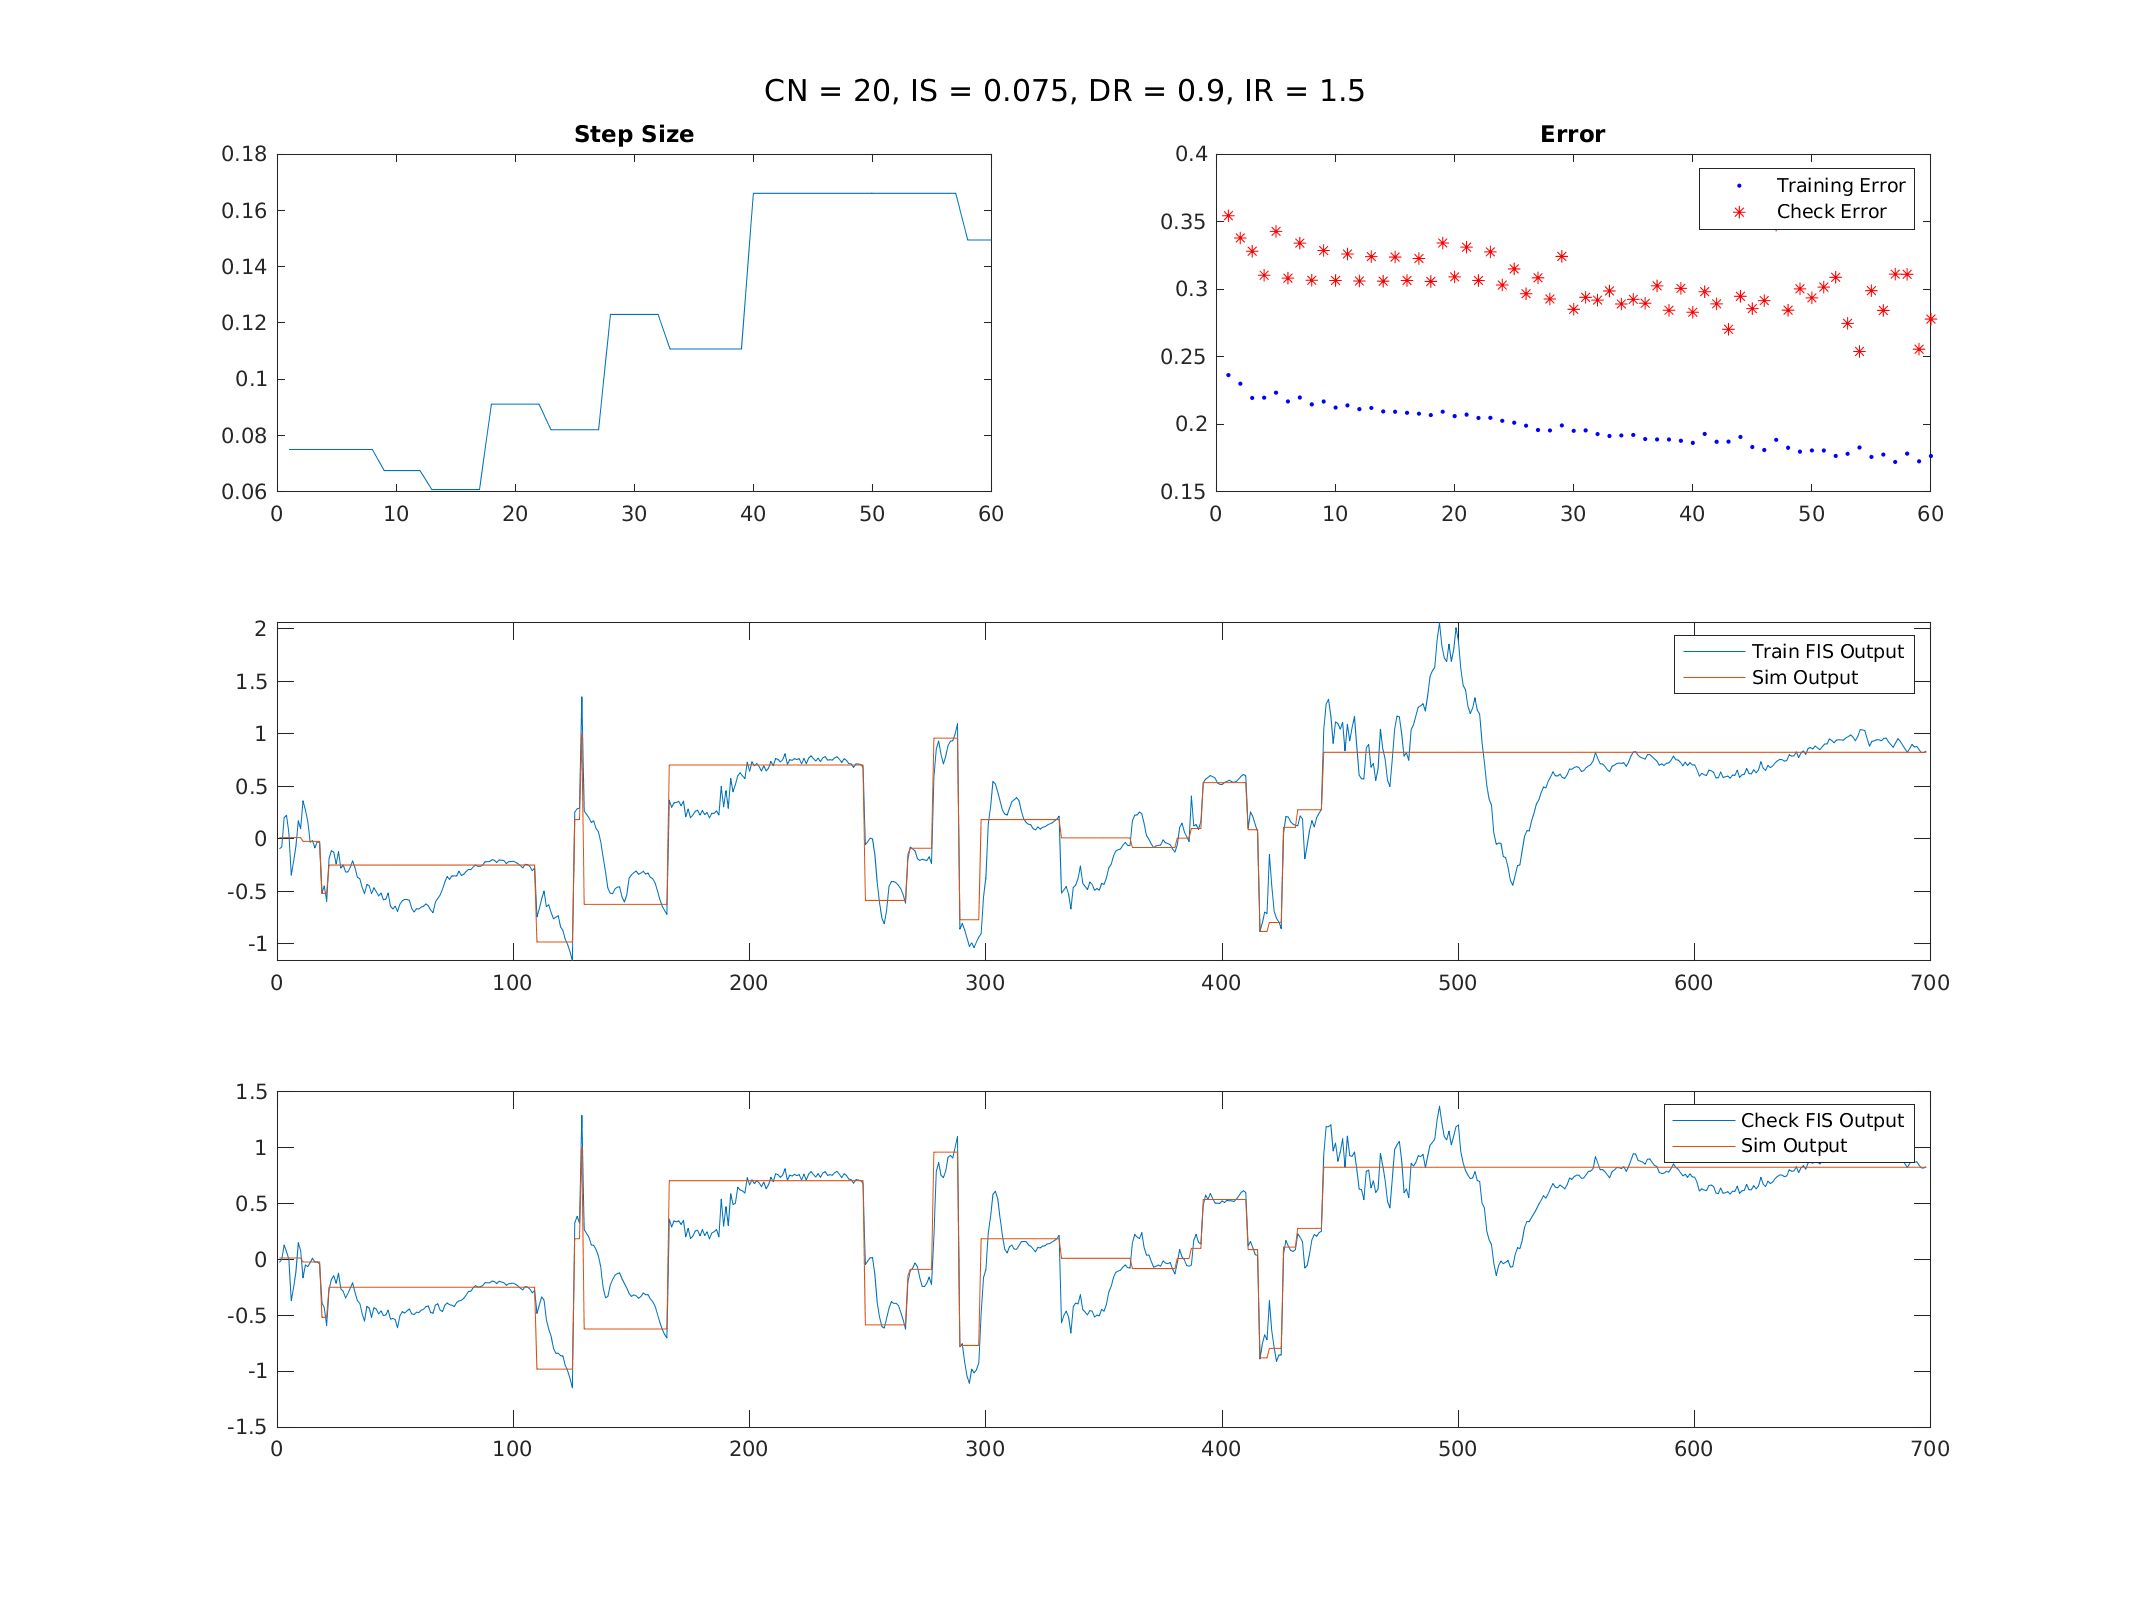 CN = 20, IS = 0.075, DR = 0.9, IR = 1.5
Step Size
0.18
0.16
0.14
0.12
0.1
0.08
0.06
0 10 20 30 40 50 60
Error
0.4
0.35
0.3
0.25
0.2
0.15
0 10 20 30 40 50 60
Training Error
Check Error
2
1.5
1
0.5
0
-0.5
-1
0 100 200 300 400 500 600 700
Train FIS Output
Sim Output
1.5
1
0.5
0
-0.5
-1
-1.5
0 100 200 300 400 500 600 700
Check FIS Output
Sim Output